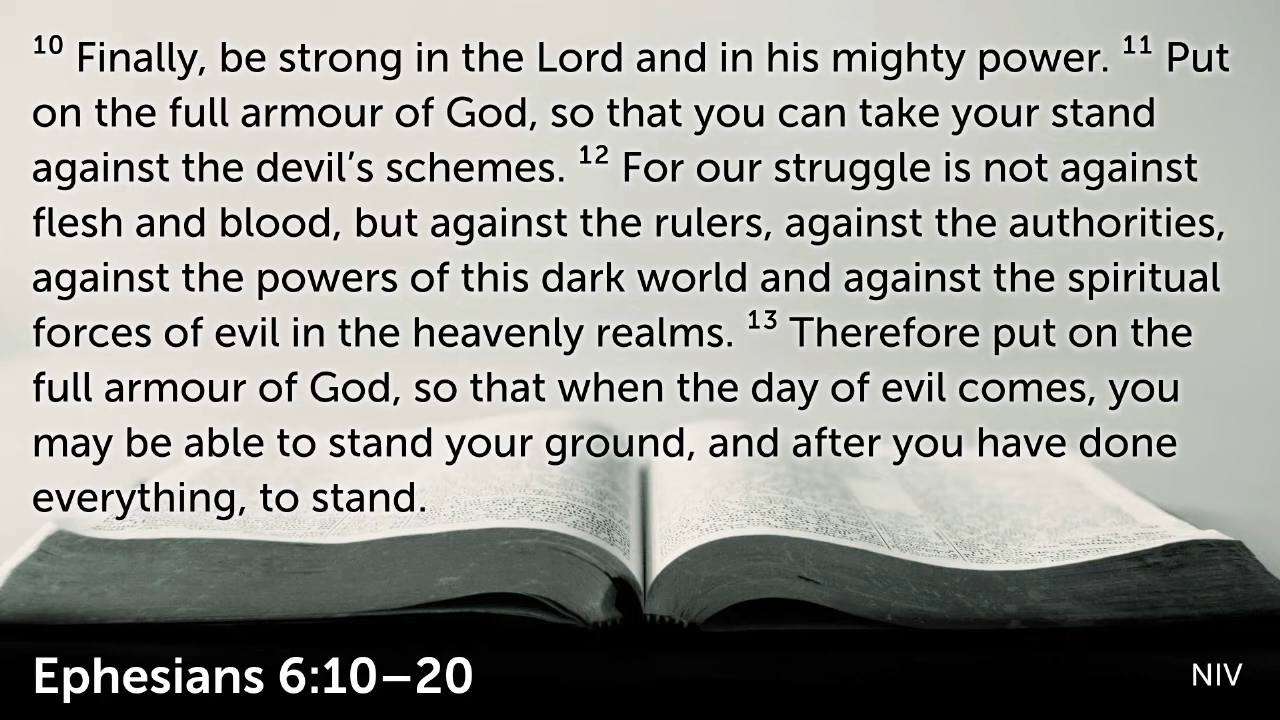 ¹⁰ Finally, be strong in the Lord and in his mighty power. ¹¹ Put
on the full armour of God, so that you can take your stand
against the devil’s schemes. ¹² For our struggle is not against
flesh and blood, but against the rulers, against the authorities,
against the powers of this dark world and against the spiritual
forces of evil in the heavenly realms. ¹³ Therefore put on the
full armour of God, so that when the day of evil comes, you
may be able to stand your ground, and after you have done
everything, to stand.
Ephesians 6:10–20
NIV